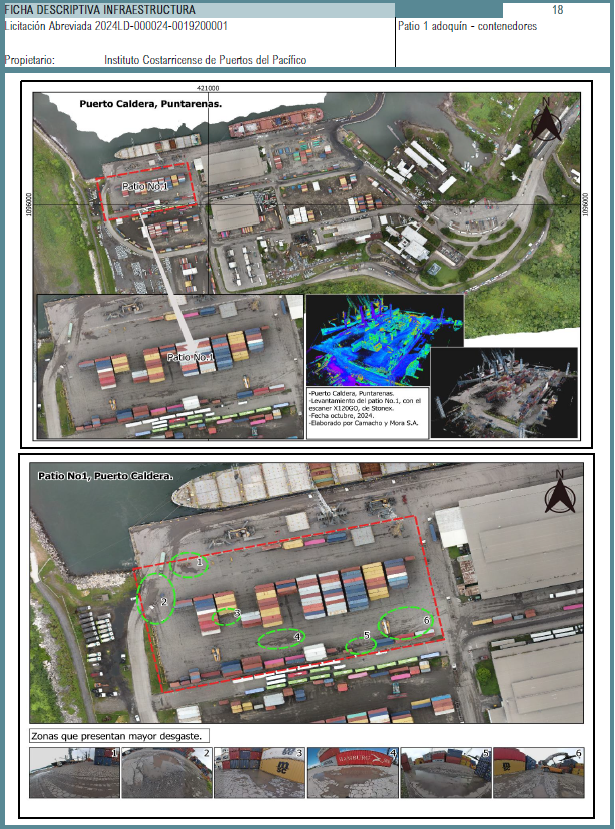 FICHA DESCRIPTIVA INFRAESTRUCTURA
18
Licitación Abreviada 2024LD-000024-0019200001
Patio 1 adoquín - contenedores
Propietario: Instituto Costarricense de Puertos del Pacífico
421000
Puerto Caldera, Puntarenas.
N
Patio No.1
1096000
1096000
Patio No.1
-Puerto Caldera, Puntarenas.
-Levantamiento del patio No.1, con el
escaner X120GO, de Stonex.
-Fecha octubre, 2024.
-Elaborado por Camacho y Mora S.A.
Patio No1, Puerto Caldera.
N
1
2
3
4
5
6
Zonas que presentan mayor desgaste.
1
2
3
4
5
6
HAMBURG